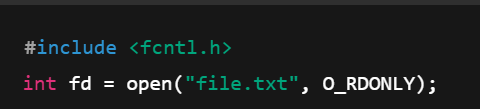 #include <fcntl.h>
int fd = open("file.txt", O_RDONLY);